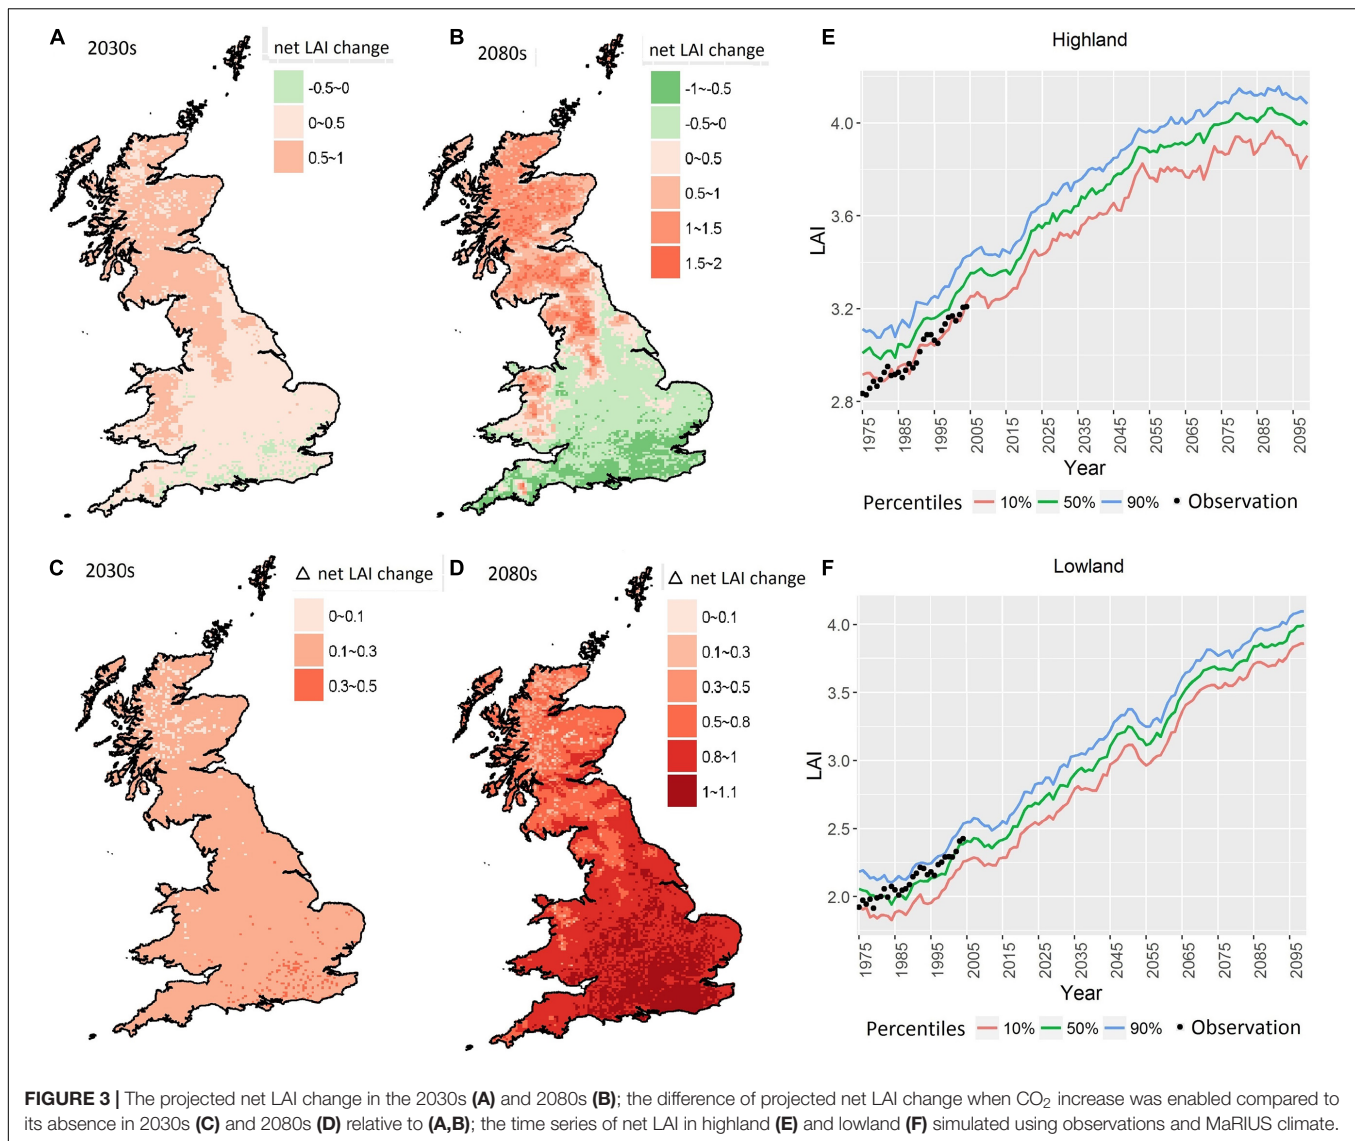 A
2030s
net LAI change
-0.5~0
0~0.5
0.5~1
B
2080s
net LAI change
-1~-0.5
-0.5~0
0~0.5
0.5~1
1~1.5
1.5~2
C
2030s
△ net LAI change
0~0.1
0.1~0.3
0.3~0.5
D
2080s
△ net LAI change
0~0.1
0.1~0.3
0.3~0.5
0.5~0.8
0.8~1
1~1.1
E
Highland
LAI
4.0
3.6
3.2
2.8
1975 1985 1995 2005 2015 2025 2035 2045 2055 2065 2075 2085 2095
Year
Percentiles 10% 50% 90% Observation
F
Lowland
LAI
4.0
3.5
3.0
2.5
2.0
1975 1985 1995 2005 2015 2025 2035 2045 2055 2065 2075 2085 2095
Year
Percentiles 10% 50% 90% Observation
FIGURE 3 | The projected net LAI change in the 2030s (A) and 2080s (B); the difference of projected net LAI change when CO₂ increase was enabled compared to
its absence in 2030s (C) and 2080s (D) relative to (A,B); the time series of net LAI in highland (E) and lowland (F) simulated using observations and MaRIUS climate.